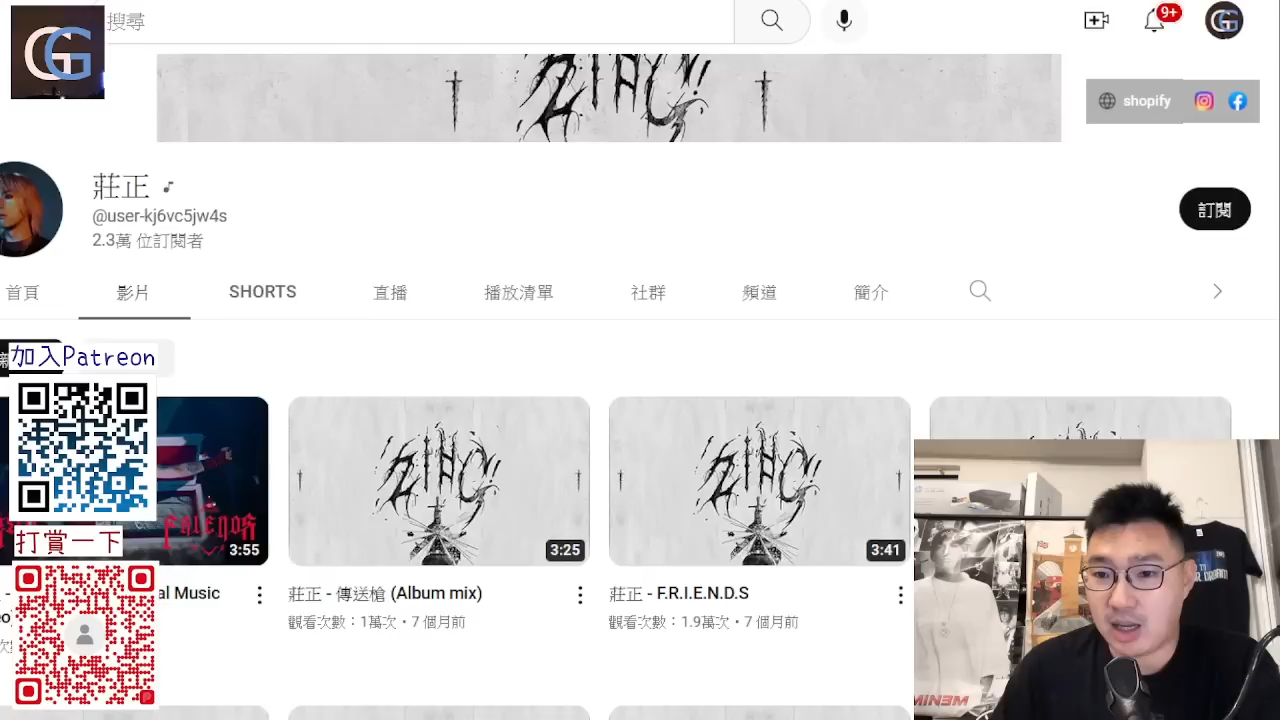 GG
搜尋
9+
GG
ZIHCI
shopify
莊正
@user-kj6vc5jw4s
2.3萬 位訂閱者
訂閱
首頁
影片
SHORTS
直播
播放清單
社群
頻道
簡介
加入Patreon
打賞一下
3:55
3:25
3:41
al Music
莊正 - 傳送槍 (Album mix)
觀看次數：1萬次・7 個月前
莊正 - F.R.I.E.N.D.S
觀看次數：1.9萬次・7 個月前
MINEM